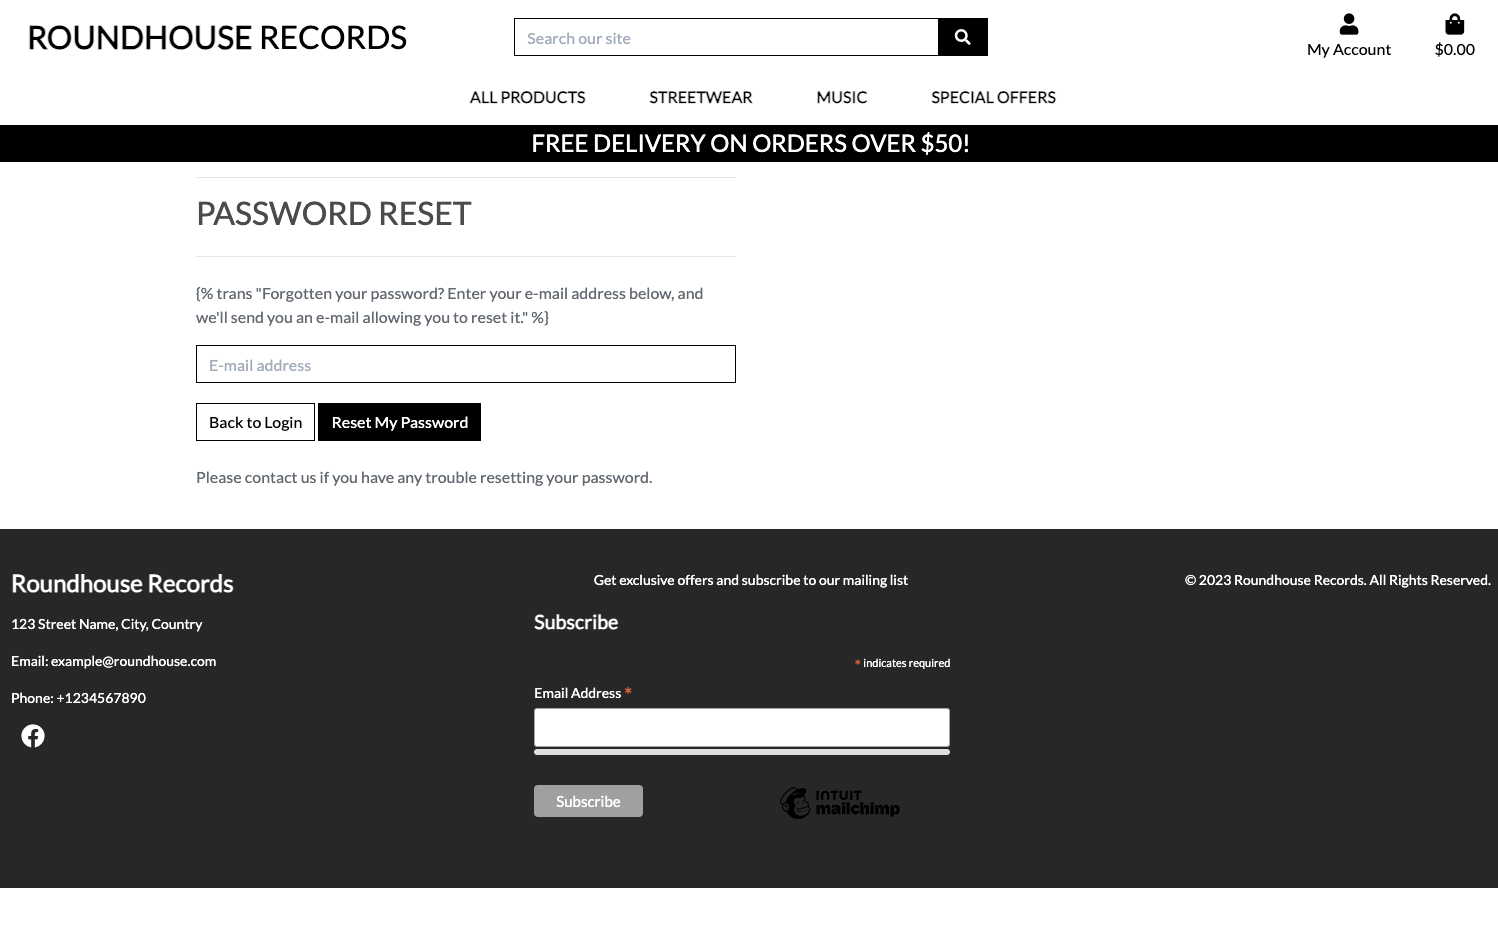 ROUNDHOUSE RECORDS
Search our site
My Account
$0.00
ALL PRODUCTS
STREETWEAR
MUSIC
SPECIAL OFFERS
FREE DELIVERY ON ORDERS OVER $50!
PASSWORD RESET
{% trans "Forgotten your password? Enter your e-mail address below, and
we'll send you an e-mail allowing you to reset it." %}
E-mail address
Back to Login
Reset My Password
Please contact us if you have any trouble resetting your password.
Roundhouse Records
123 Street Name, City, Country
Email: example@roundhouse.com
Phone: +1234567890
Get exclusive offers and subscribe to our mailing list
Subscribe
* indicates required
Email Address *
Subscribe
INTUIT
mailchimp
© 2023 Roundhouse Records. All Rights Reserved.